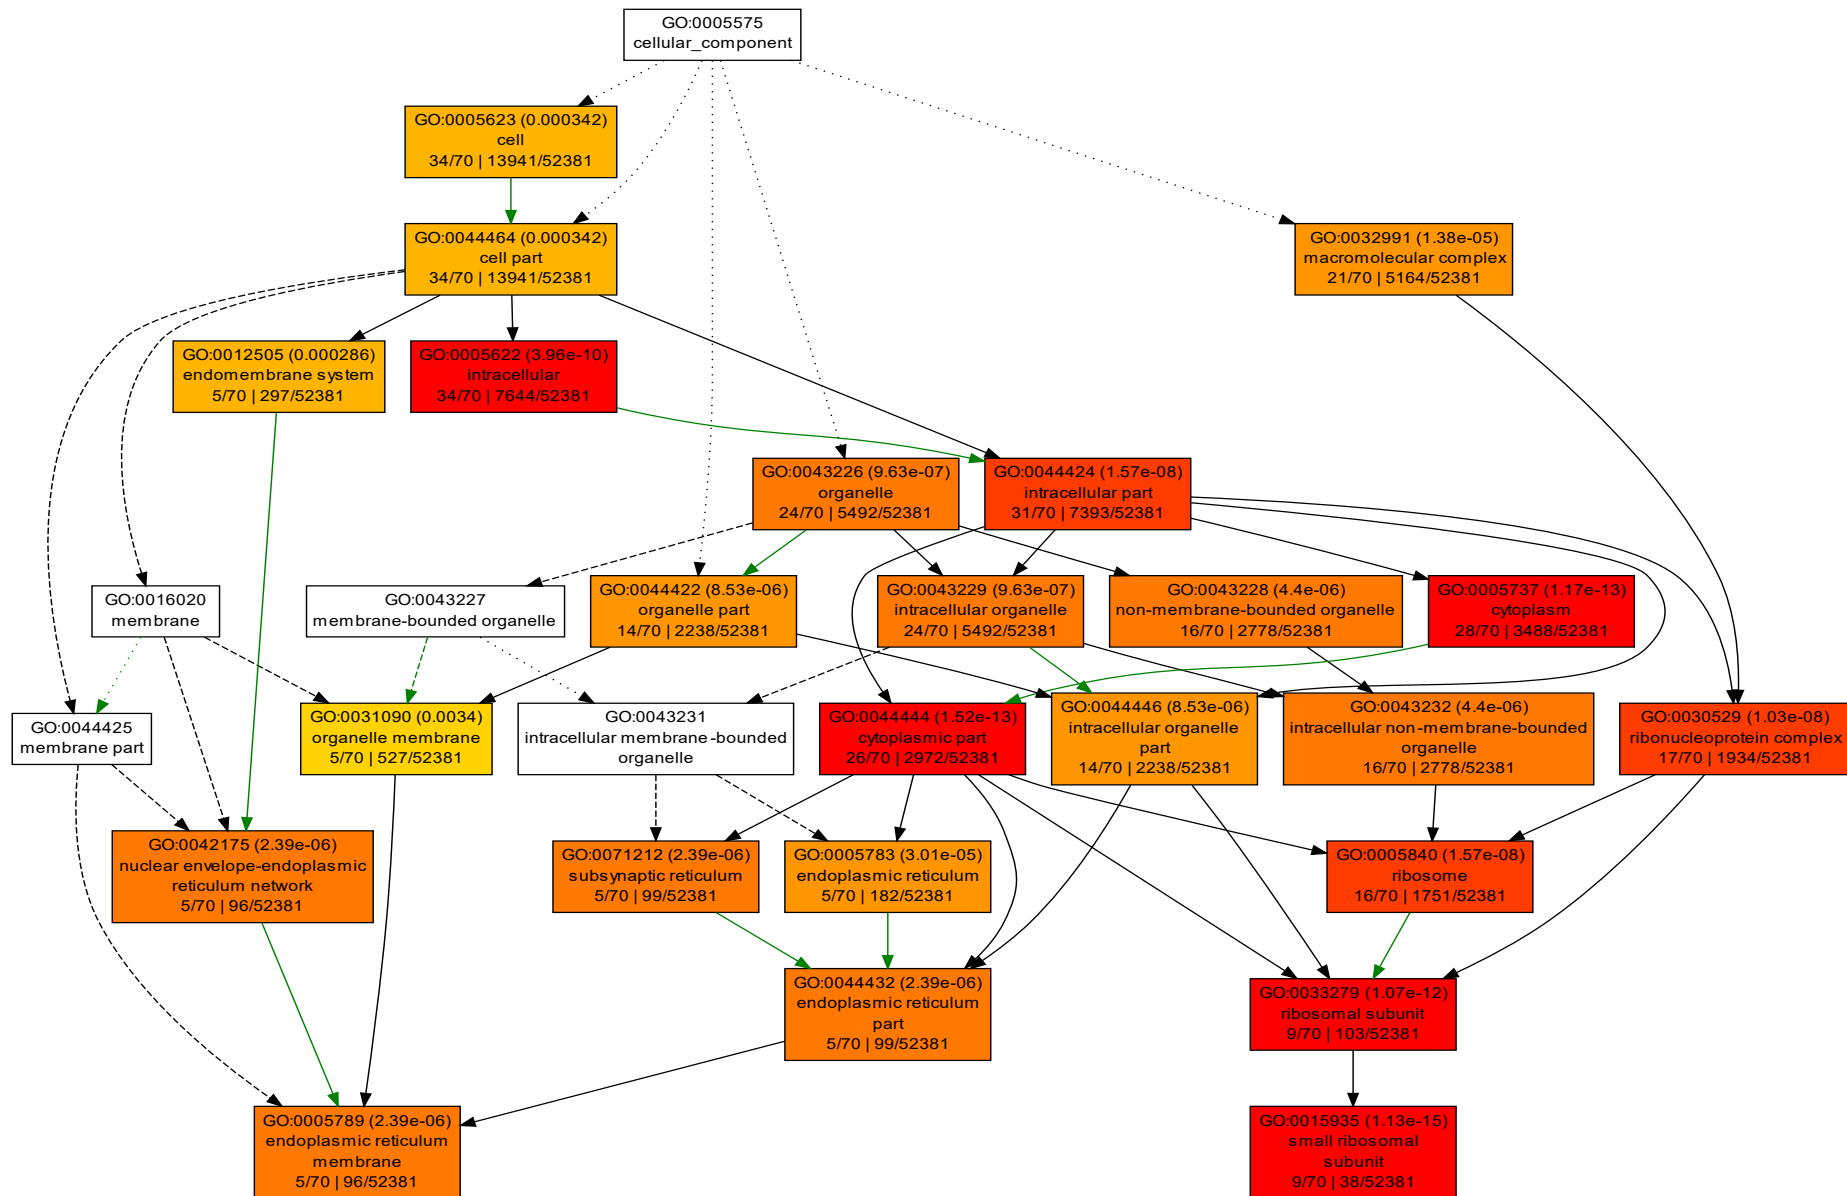 GO:0005575
cellular_component
GO:0005623 (0.000342)
cell
34/70 | 13941/52381
GO:0044464 (0.000342)
cell part
34/70 | 13941/52381
GO:0032991 (1.38e-05)
macromolecular complex
21/70 | 5164/52381
GO:0012505 (0.000286)
endomembrane system
5/70 | 297/52381
GO:0005622 (3.96e-10)
intracellular
34/70 | 7644/52381
GO:0043226 (9.63e-07)
organelle
24/70 | 5492/52381
GO:0044424 (1.57e-08)
intracellular part
31/70 | 7393/52381
GO:0016020
membrane
GO:0043227
membrane-bounded organelle
GO:0044422 (8.53e-06)
organelle part
14/70 | 2238/52381
GO:0043229 (9.63e-07)
intracellular organelle
24/70 | 5492/52381
GO:0043228 (4.4e-06)
non-membrane-bounded organelle
16/70 | 2778/52381
GO:0005737 (1.17e-13)
cytoplasm
28/70 | 3488/52381
GO:0044425
membrane part
GO:0031090 (0.0034)
organelle membrane
5/70 | 527/52381
GO:0043231
intracellular membrane-bounded
organelle
GO:0044444 (1.52e-13)
cytoplasmic part
26/70 | 2972/52381
GO:0044446 (8.53e-06)
intracellular organelle
part
14/70 | 2238/52381
GO:0043232 (4.4e-06)
intracellular non-membrane-bounded
organelle
16/70 | 2778/52381
GO:0030529 (1.03e-08)
ribonucleoprotein complex
17/70 | 1934/52381
GO:0042175 (2.39e-06)
nuclear envelope-endoplasmic
reticulum network
5/70 | 96/52381
GO:0071212 (2.39e-06)
subsynaptic reticulum
5/70 | 99/52381
GO:0005783 (3.01e-05)
endoplasmic reticulum
5/70 | 182/52381
GO:0005840 (1.57e-08)
ribosome
16/70 | 1751/52381
GO:0044432 (2.39e-06)
endoplasmic reticulum
part
5/70 | 99/52381
GO:0033279 (1.07e-12)
ribosomal subunit
9/70 | 103/52381
GO:0005789 (2.39e-06)
endoplasmic reticulum
membrane
5/70 | 96/52381
GO:0015935 (1.13e-15)
small ribosomal
subunit
9/70 | 38/52381